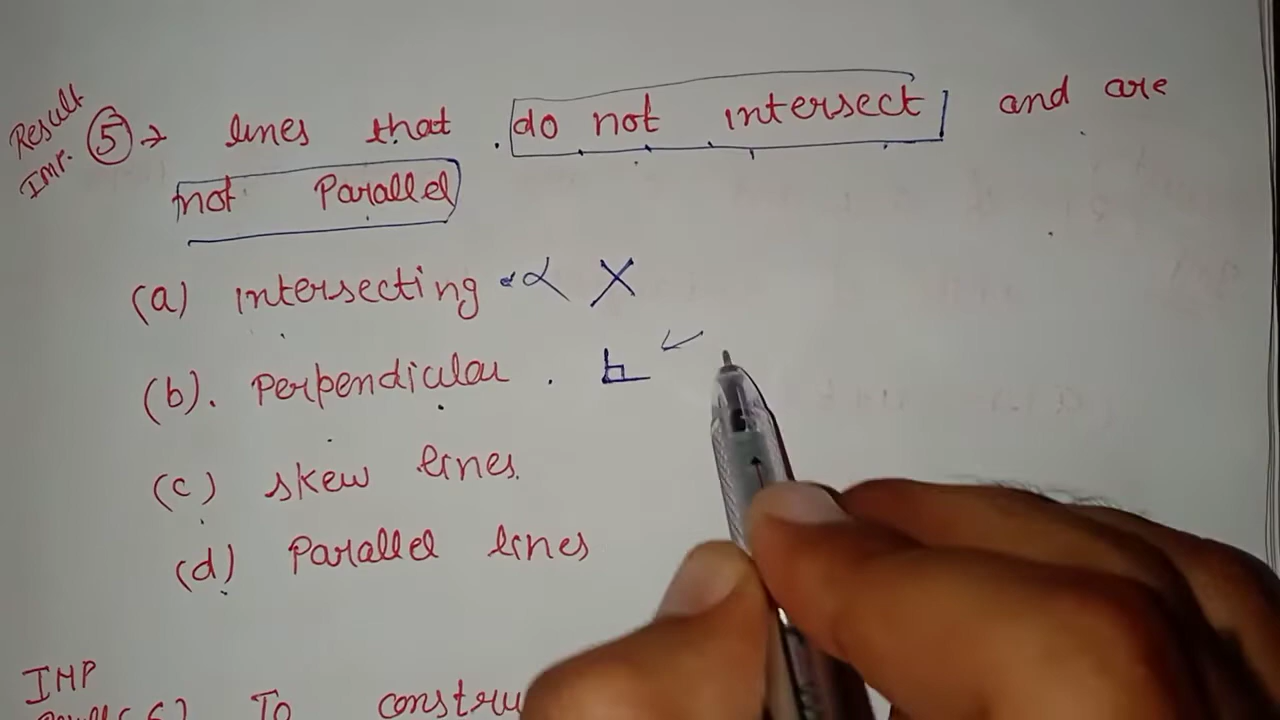 Result
Imr. (5) → lines that do not intersect and are
not Parallel
(a) intersecting
(b). Perpendicular
(c) skew lines.
(d) Parallel lines
IMP
(6) To constru